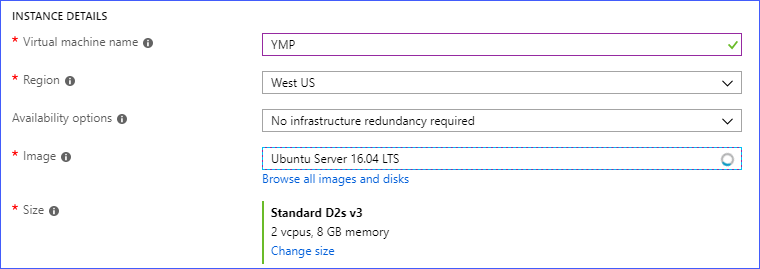 INSTANCE DETAILS
* Virtual machine name YMP
* Region West US
Availability options No infrastructure redundancy required
* Image Ubuntu Server 16.04 LTS
Browse all images and disks
* Size Standard D2s v3
2 vcpus, 8 GB memory
Change size